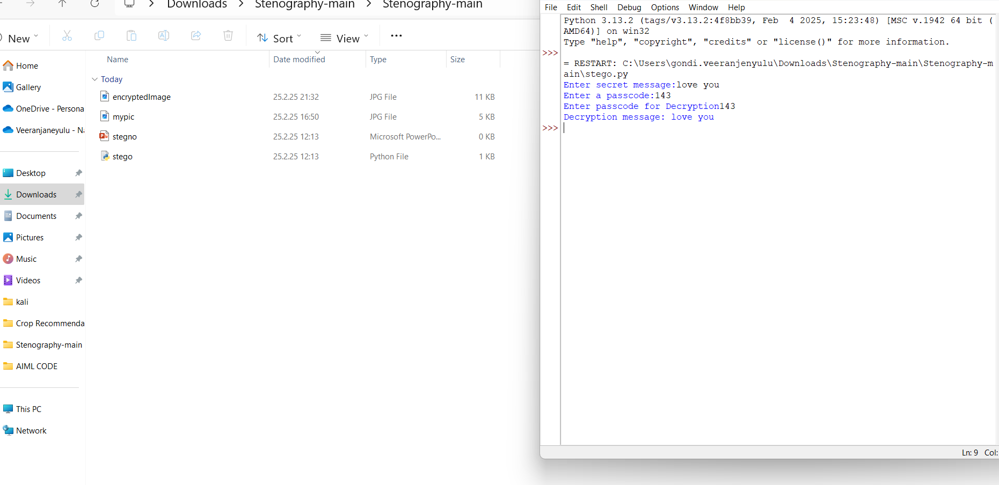 Downloads > Stenography-main > Stenography-main
New
Sort
View
Name Date modified Type Size
Today
encryptedImage 25.2.25 21:32 JPG File 11 KB
mypic 25.2.25 16:50 JPG File 5 KB
stegno 25.2.25 12:13 Microsoft PowerPo... 0 KB
stego 25.2.25 12:13 Python File 1 KB
Home
Gallery
OneDrive - Persona
Veeranjaneyulu - Na
Desktop
Downloads
Documents
Pictures
Music
Videos
kali
Crop Recommenda
Stenography-main
AIML CODE
This PC
Network
File Edit Shell Debug Options Window Help
Python 3.13.2 (tags/v3.13.2:4f8bb39, Feb  4 2025, 15:23:48) [MSC v.1942 64 bit (
AMD64)] on win32
Type "help", "copyright", "credits" or "license()" for more information.
>>>
= RESTART: C:\Users\gondi.veeranjenyulu\Downloads\Stenography-main\Stenography-m
ain\stego.py
Enter secret message:love you
Enter a passcode:143
Enter passcode for Decryption143
Decryption message: love you
>>>
Ln: 9 Col: